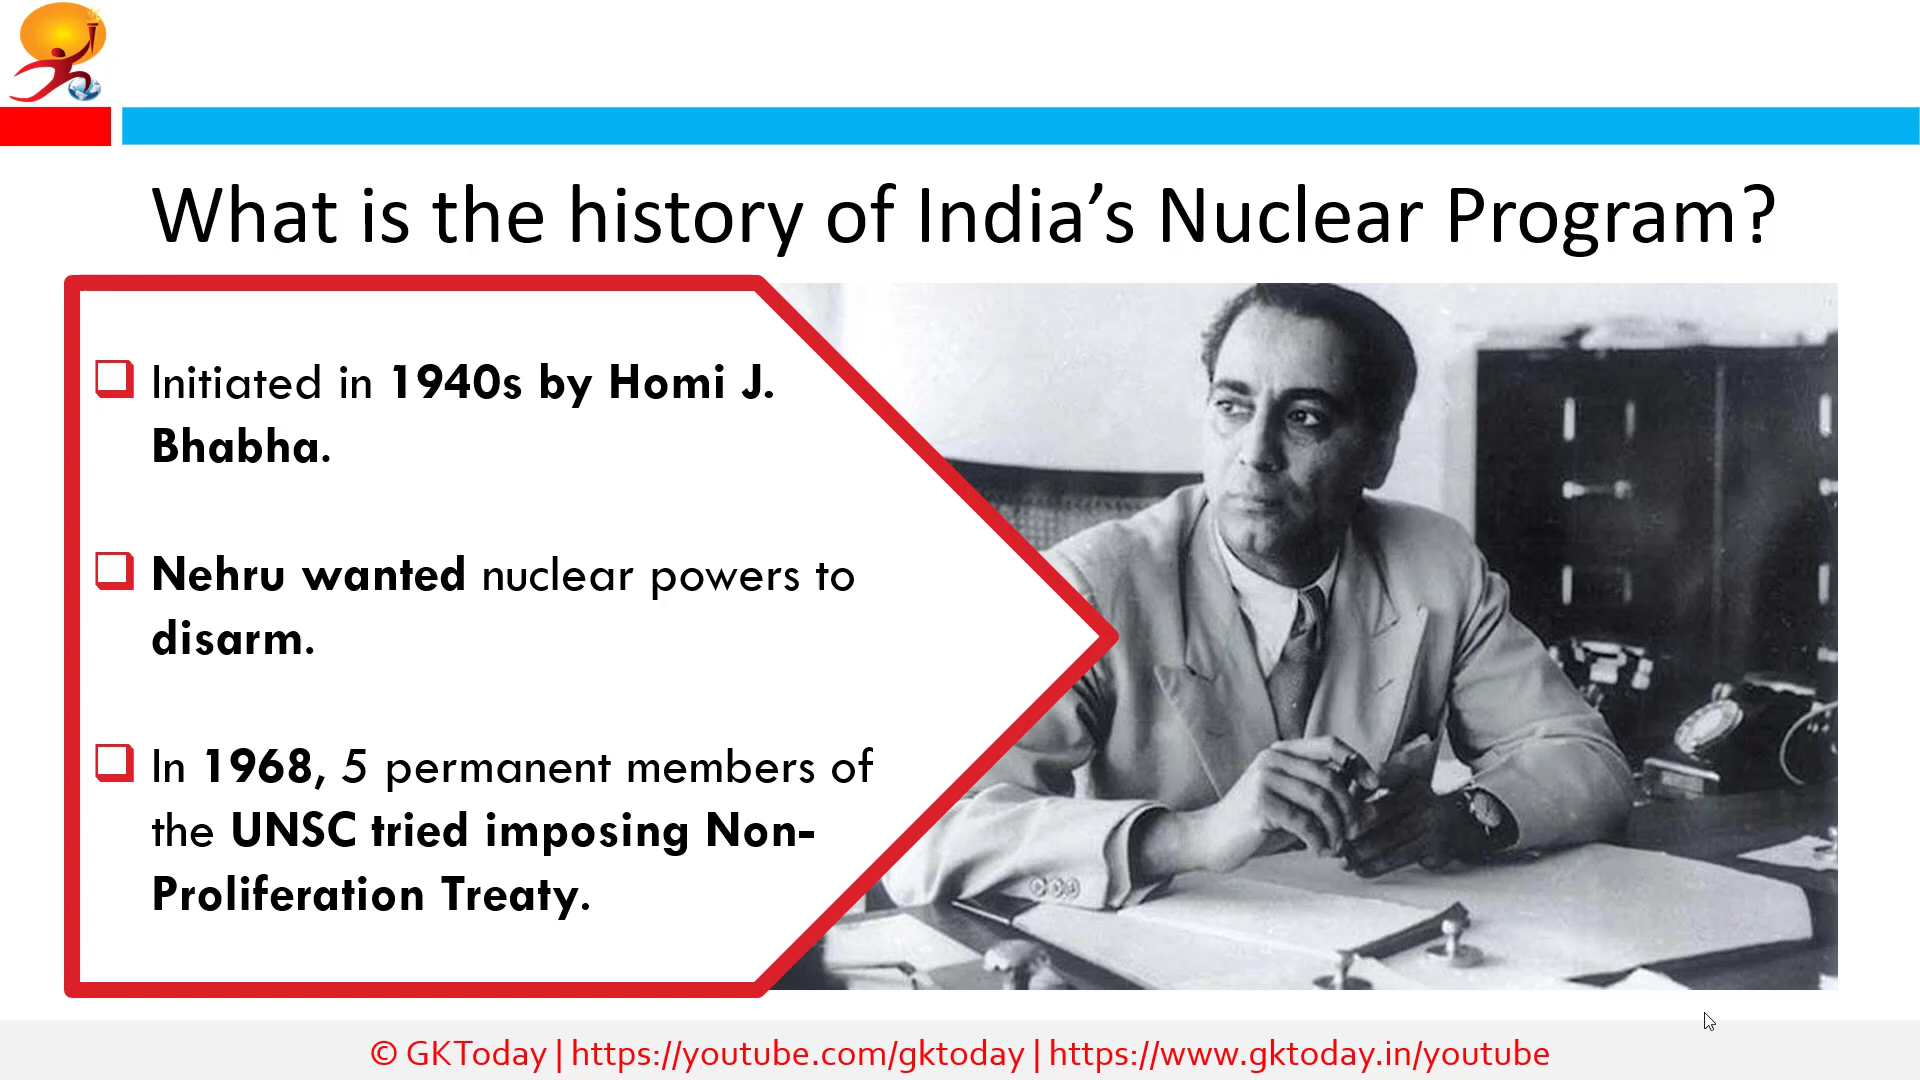 What is the history of India’s Nuclear Program?
Initiated in 1940s by Homi J.
Bhabha.
Nehru wanted nuclear powers to
disarm.
In 1968, 5 permanent members of
the UNSC tried imposing Non-
Proliferation Treaty.
© GKToday | https://youtube.com/gktoday | https://www.gktoday.in/youtube